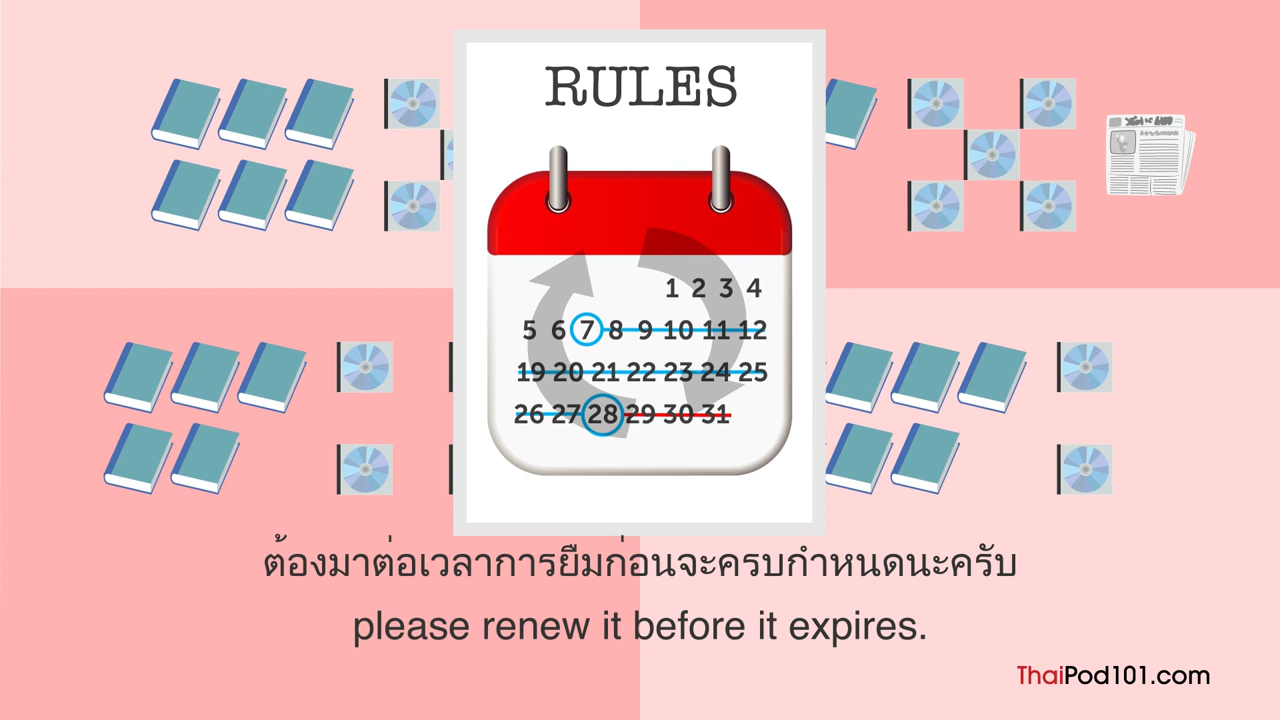 RULES
1 2 3 4
5 6 7 8 9 10 11 12
19 20 21 22 23 24 25
26 27 28 29 30 31
ต้องมาต่อเวลาการยืมก่อนจะครบกำหนดนะครับ
please renew it before it expires.
ThaiPod101.com